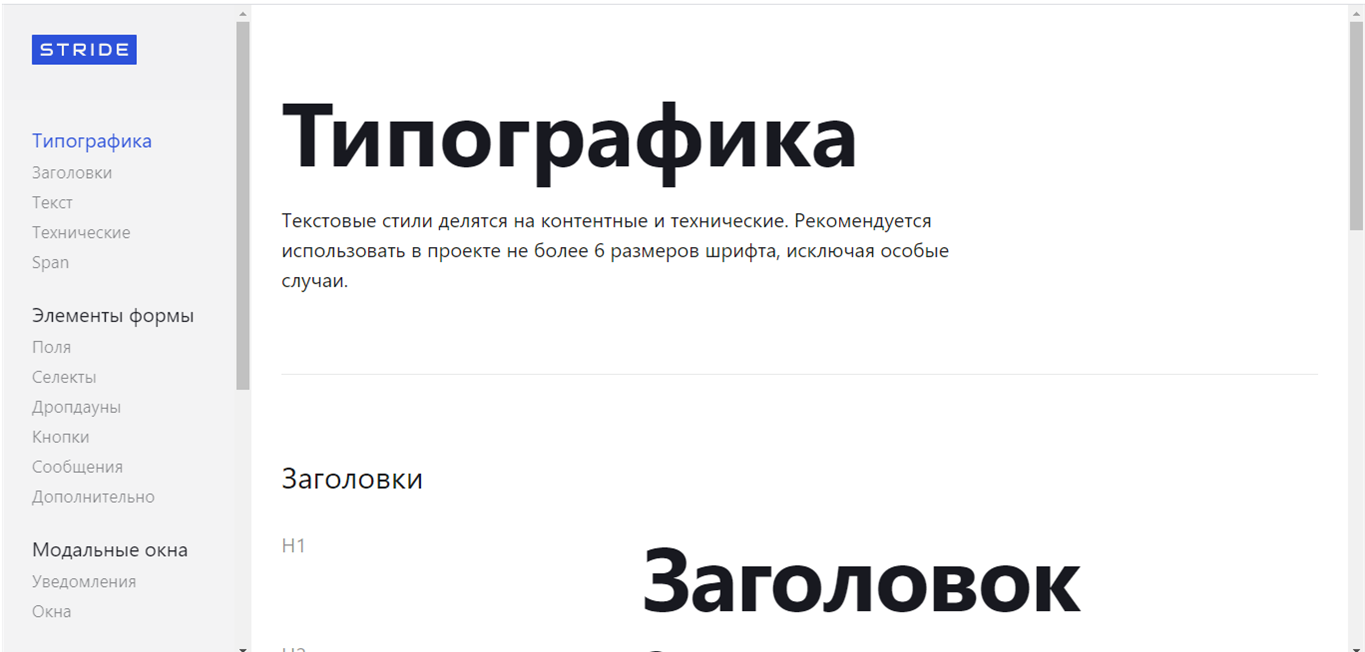 STRIDE
Типографика
Заголовки
Текст
Технические
Span
Элементы формы
Поля
Селекты
Дропдауны
Кнопки
Сообщения
Дополнительно
Модальные окна
Уведомления
Окна
Типографика
Текстовые стили делятся на контентные и технические. Рекомендуется
использовать в проекте не более 6 размеров шрифта, исключая особые
случаи.
Заголовки
H1
Заголовок